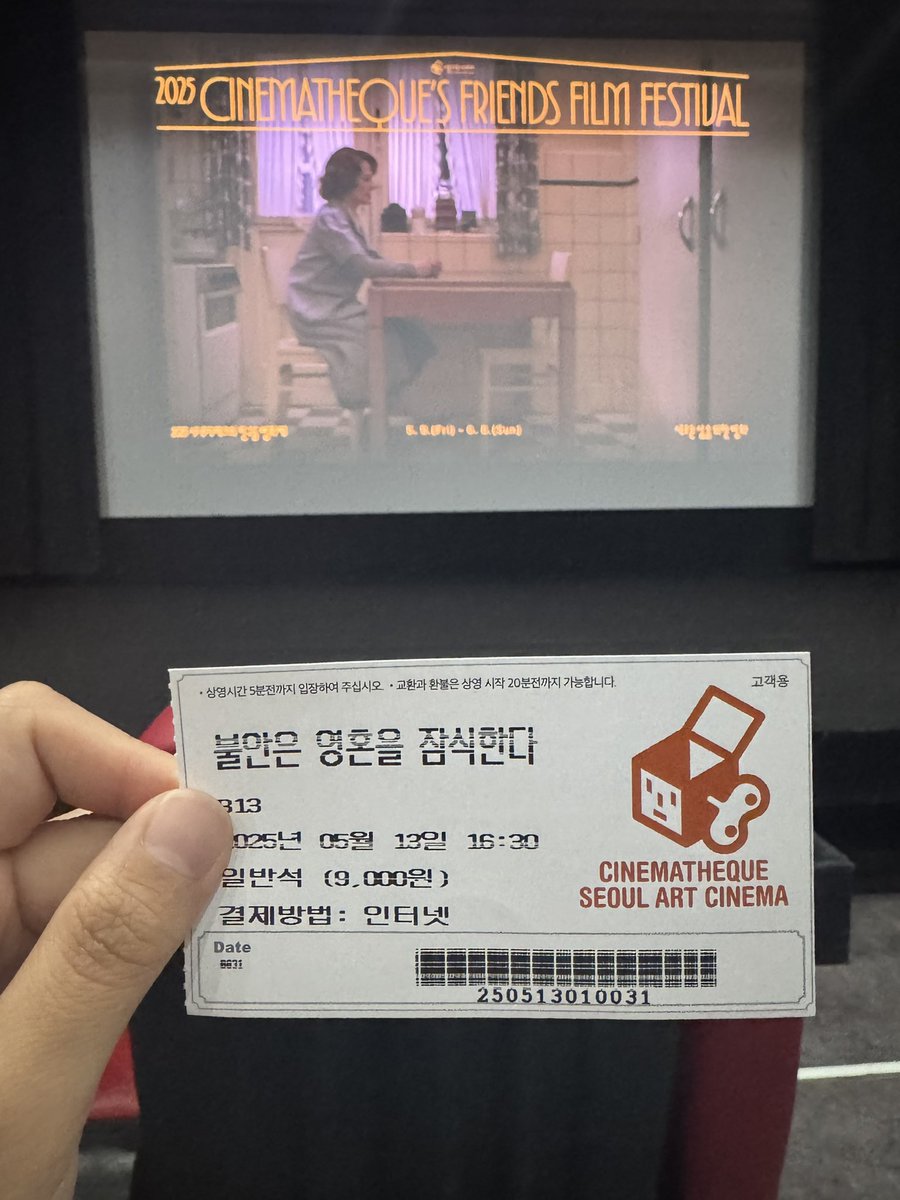 2025 CINEMATHEQUE'S FRIENDS FILM FESTIVAL
(Fri) - (Sun)
• 상영시간 5분전까지 입장하여 주십시오. • 교환과 환불은 상영 시작 20분전까지 가능합니다.
고객용
불안은 영혼을 잠식한다
B13
2025년 05월 13일 16:30
일반석 (9,000원)
결제방법: 인터넷
CINEMATHEQUE
SEOUL ART CINEMA
Date
0031
250513010031